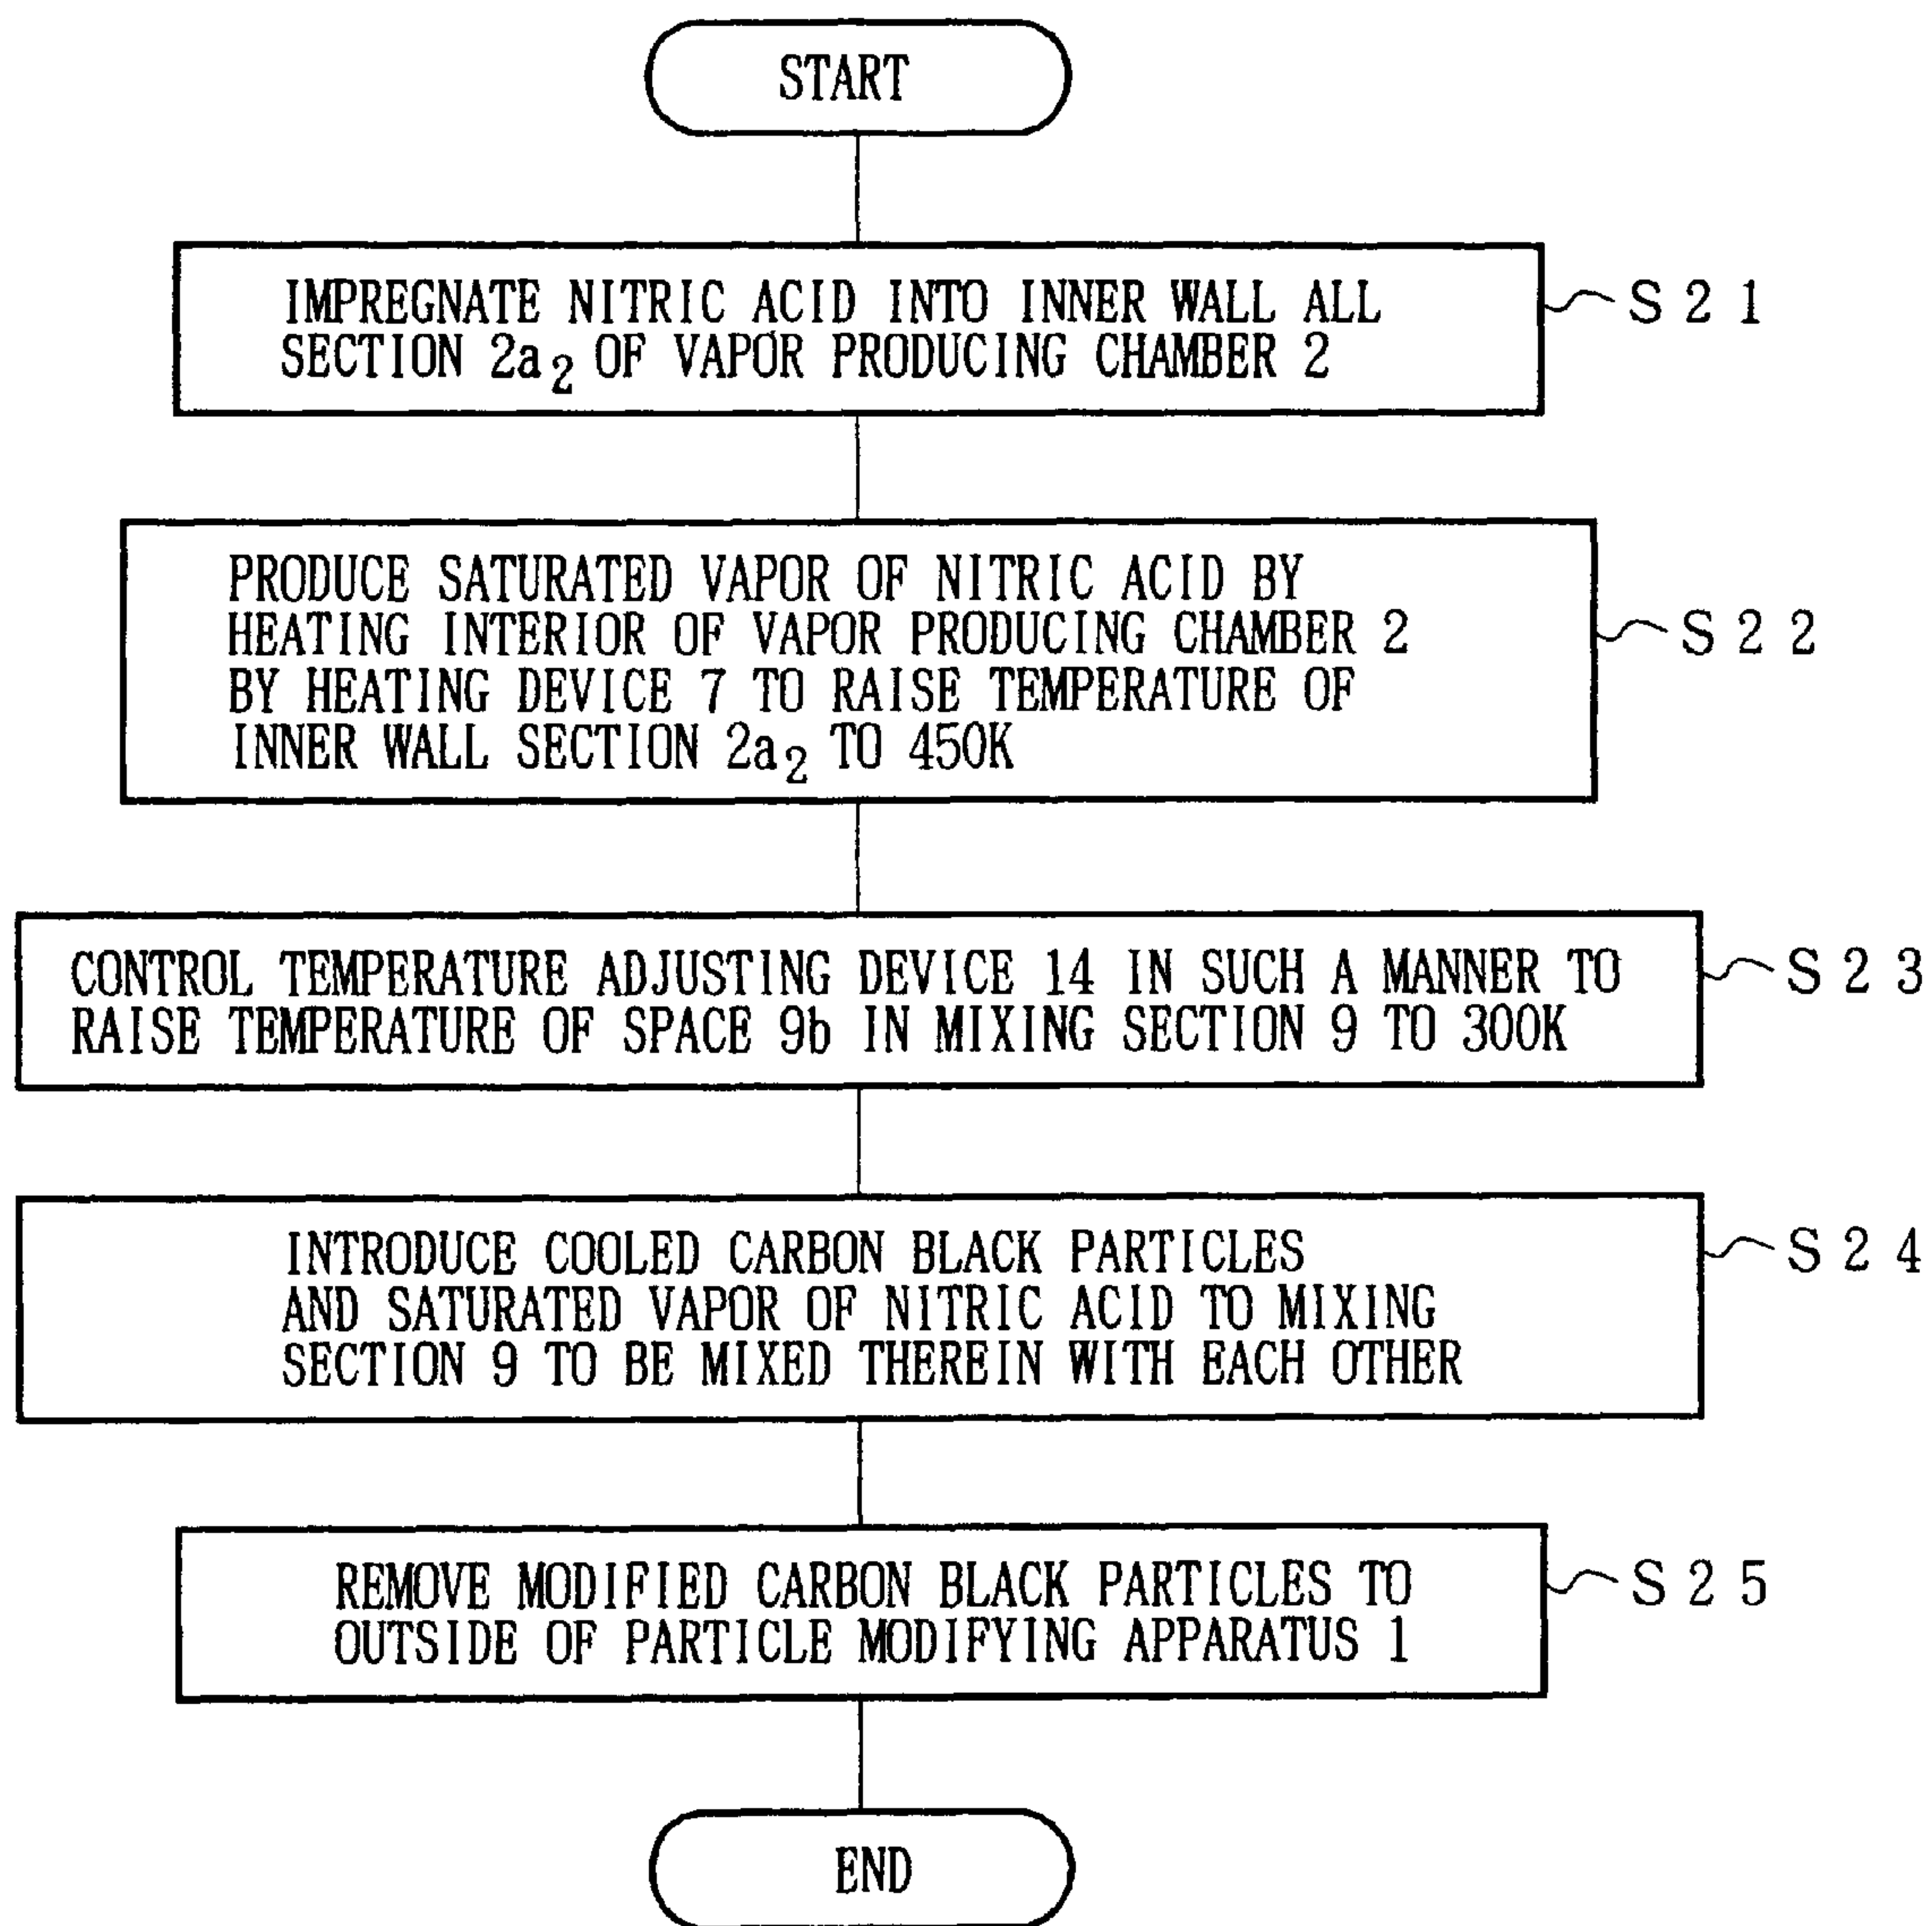 START
IMPREGNATE NITRIC ACID INTO INNER WALL ALL
SECTION 2a₂ OF VAPOR PRODUCING CHAMBER 2
S21
PRODUCE SATURATED VAPOR OF NITRIC ACID BY
HEATING INTERIOR OF VAPOR PRODUCING CHAMBER 2
BY HEATING DEVICE 7 TO RAISE TEMPERATURE OF
INNER WALL SECTION 2a₂ TO 450K
S22
CONTROL TEMPERATURE ADJUSTING DEVICE 14 IN SUCH A MANNER TO
RAISE TEMPERATURE OF SPACE 9b IN MIXING SECTION 9 TO 300K
S23
INTRODUCE COOLED CARBON BLACK PARTICLES
AND SATURATED VAPOR OF NITRIC ACID TO MIXING
SECTION 9 TO BE MIXED THEREIN WITH EACH OTHER
S24
REMOVE MODIFIED CARBON BLACK PARTICLES TO
OUTSIDE OF PARTICLE MODIFYING APPARATUS 1
S25
END